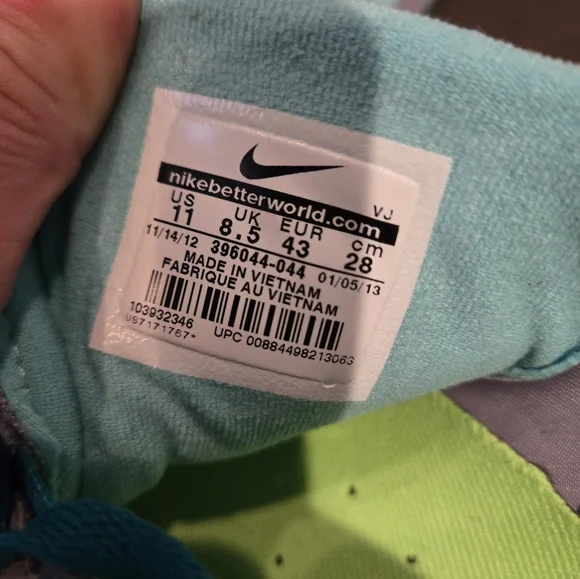 nikebetterworld.com
VJ
US UK EUR cm
11 8.5 43 28
11/14/12 396044-044 01/05/13
MADE IN VIETNAM
FABRIQUE AU VIETNAM
103932346
UPC 00884498213063